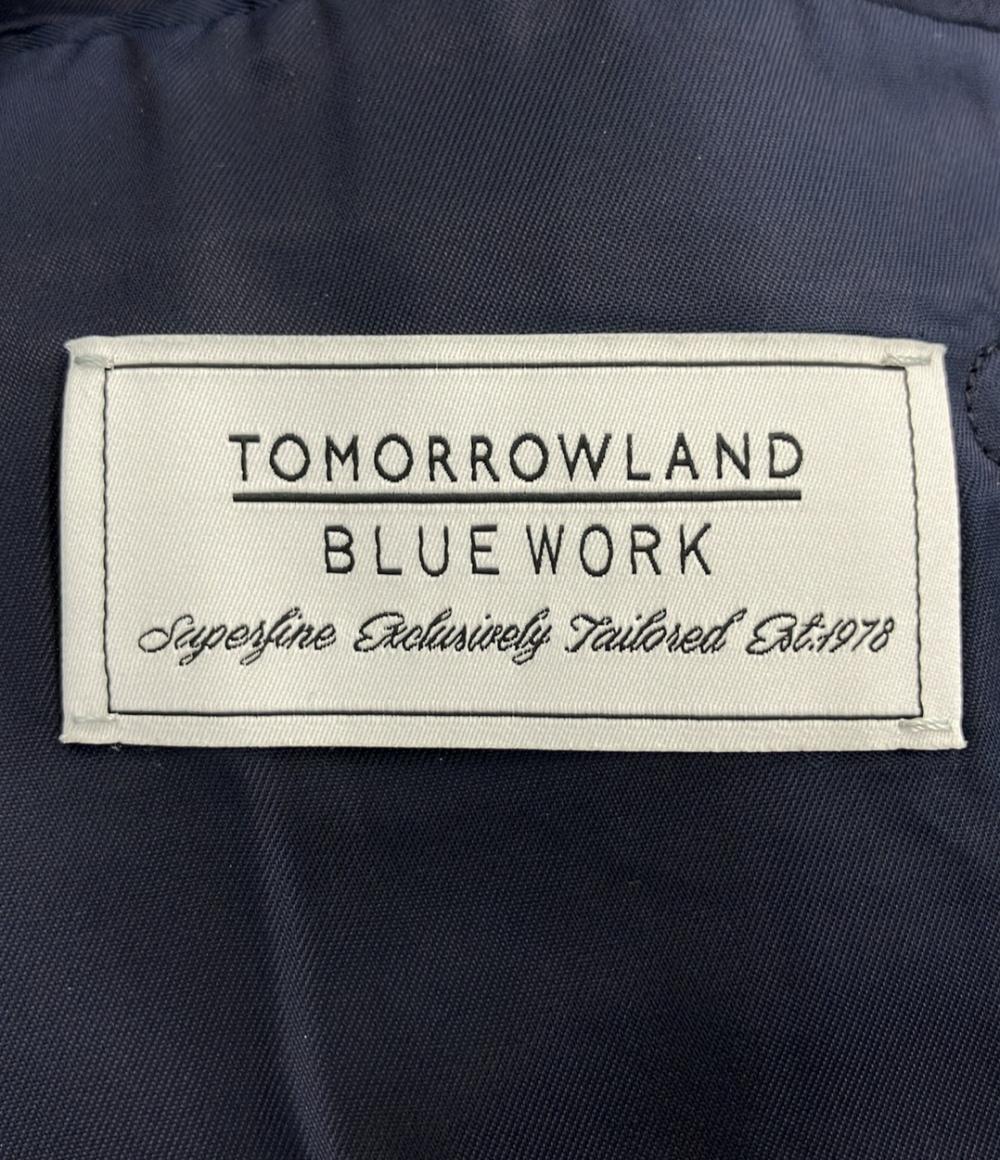 TOMORROWLAND
BLUE WORK
Superfine Exclusively Tailored Est.1978